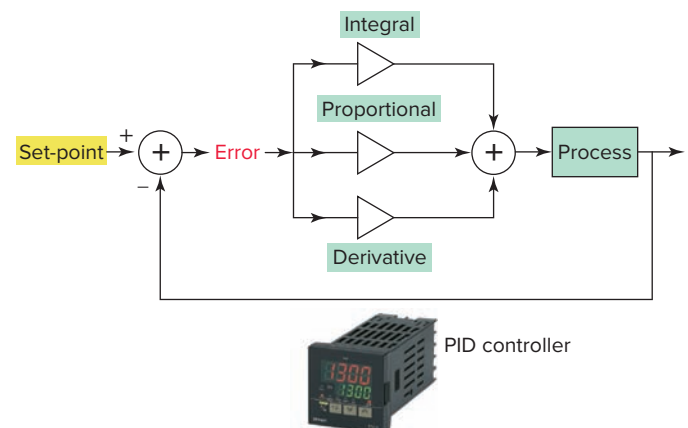 Integral
Proportional
+
Set-point
+
Error
+
Process
−
Derivative
PID controller
1300
1300